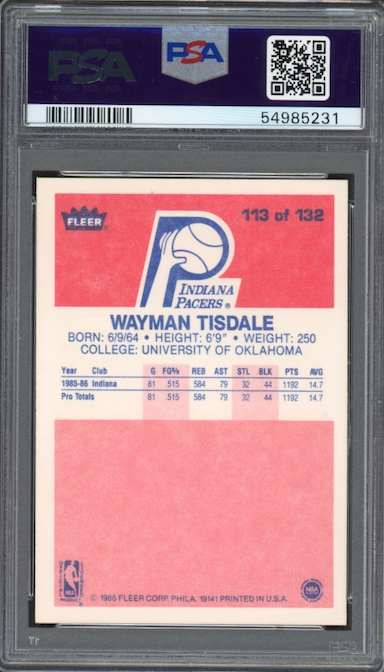 PSA
PSA
54985231
FLEER
113 of 132
INDIANA
PACERS ®
WAYMAN TISDALE
BORN: 6/9/64 • HEIGHT: 6'9" • WEIGHT: 250
COLLEGE: UNIVERSITY OF OKLAHOMA
Year Club G FG% REB AST STL BLK PTS AVG
1985-86 Indiana 81 .515 584 79 32 44 1192 14.7
Pro Totals 81 .515 584 79 32 44 1192 14.7
© 1986 FLEER CORP. PHILA. 19141 PRINTED IN U.S.A.